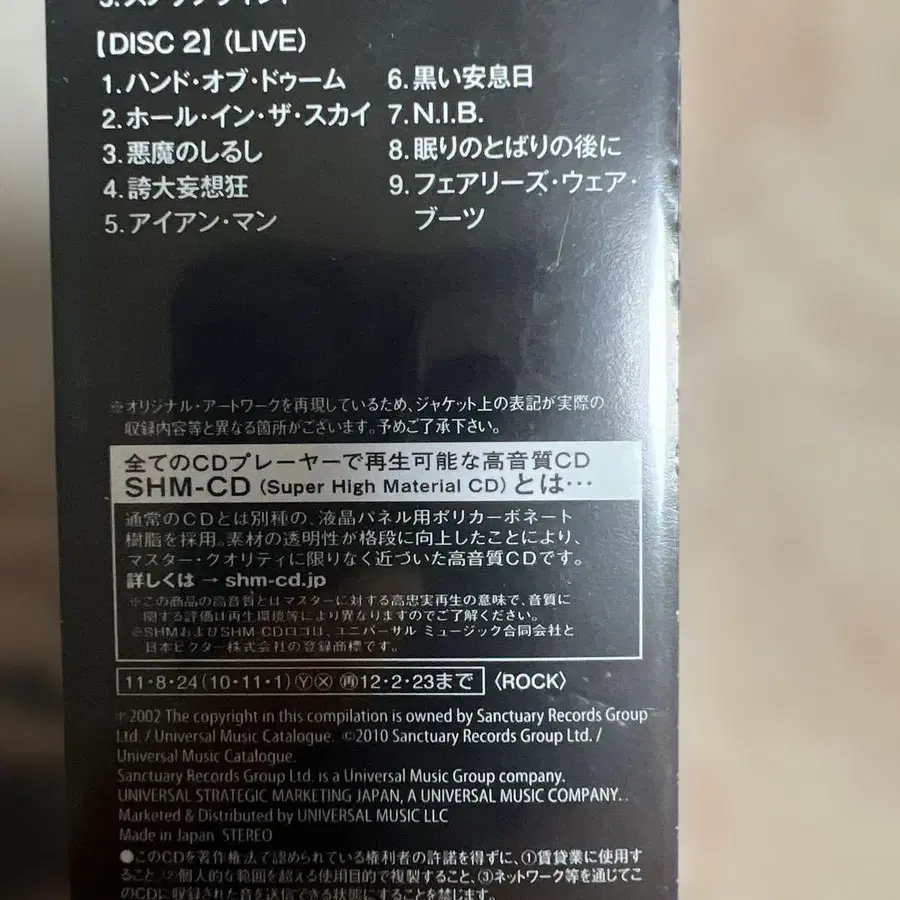 5.スナッフブラインド
【DISC 2】(LIVE)
1.ハンド・オブ・ドゥーム
2.ホール・イン・ザ・スカイ
3.悪魔のしるし
4.誇大妄想狂
5.アイアン・マン
6.黒い安息日
7.N.I.B.
8.眠りのとばりの後に
9.フェアリーズ・ウェア・
ブーツ
※オリジナル・アートワークを再現しているため、ジャケット上の表記が実際の
収録内容等と異なる箇所がございます。予めご了承下さい。
全てのCDプレーヤーで再生可能な高音質CD
SHM-CD (Super High Material CD) とは…
通常のCDとは別種の、液晶パネル用ポリカーボネート
樹脂を採用。素材の透明性が格段に向上したことにより、
マスター・クオリティに限りなく近づいた高音質CDです。
詳しくは → shm-cd.jp
※この商品の高音質とはマスターに対する高忠実再生の意味で、音質に
関する評価は再生環境等により異なりますのでご了解ください。
※SHMおよびSHM-CDロゴは、ユニバーサル ミュージック合同会社と
日本ビクター株式会社の登録商標です。
11・8・24(10・11・1)Ⓨ Ⓧ 再12・2・23まで 〈ROCK〉
℗2002 The copyright in this compilation is owned by Sanctuary Records Group
Ltd. / Universal Music Catalogue. ©2010 Sanctuary Records Group Ltd. /
Universal Music Catalogue.
Sanctuary Records Group Ltd. is a Universal Music Group company.
UNIVERSAL STRATEGIC MARKETING JAPAN, A UNIVERSAL MUSIC COMPANY.
Marketed & Distributed by UNIVERSAL MUSIC LLC
Made in Japan STEREO
●このCDを著作権法で認められている権利者の許諾を得ずに、①賃貸業に使用す
ること、②個人的な範囲を超える使用目的で複製すること、③ネットワーク等を通じてこ
のCDに収録された音を送信できる状態にすることを禁じます。